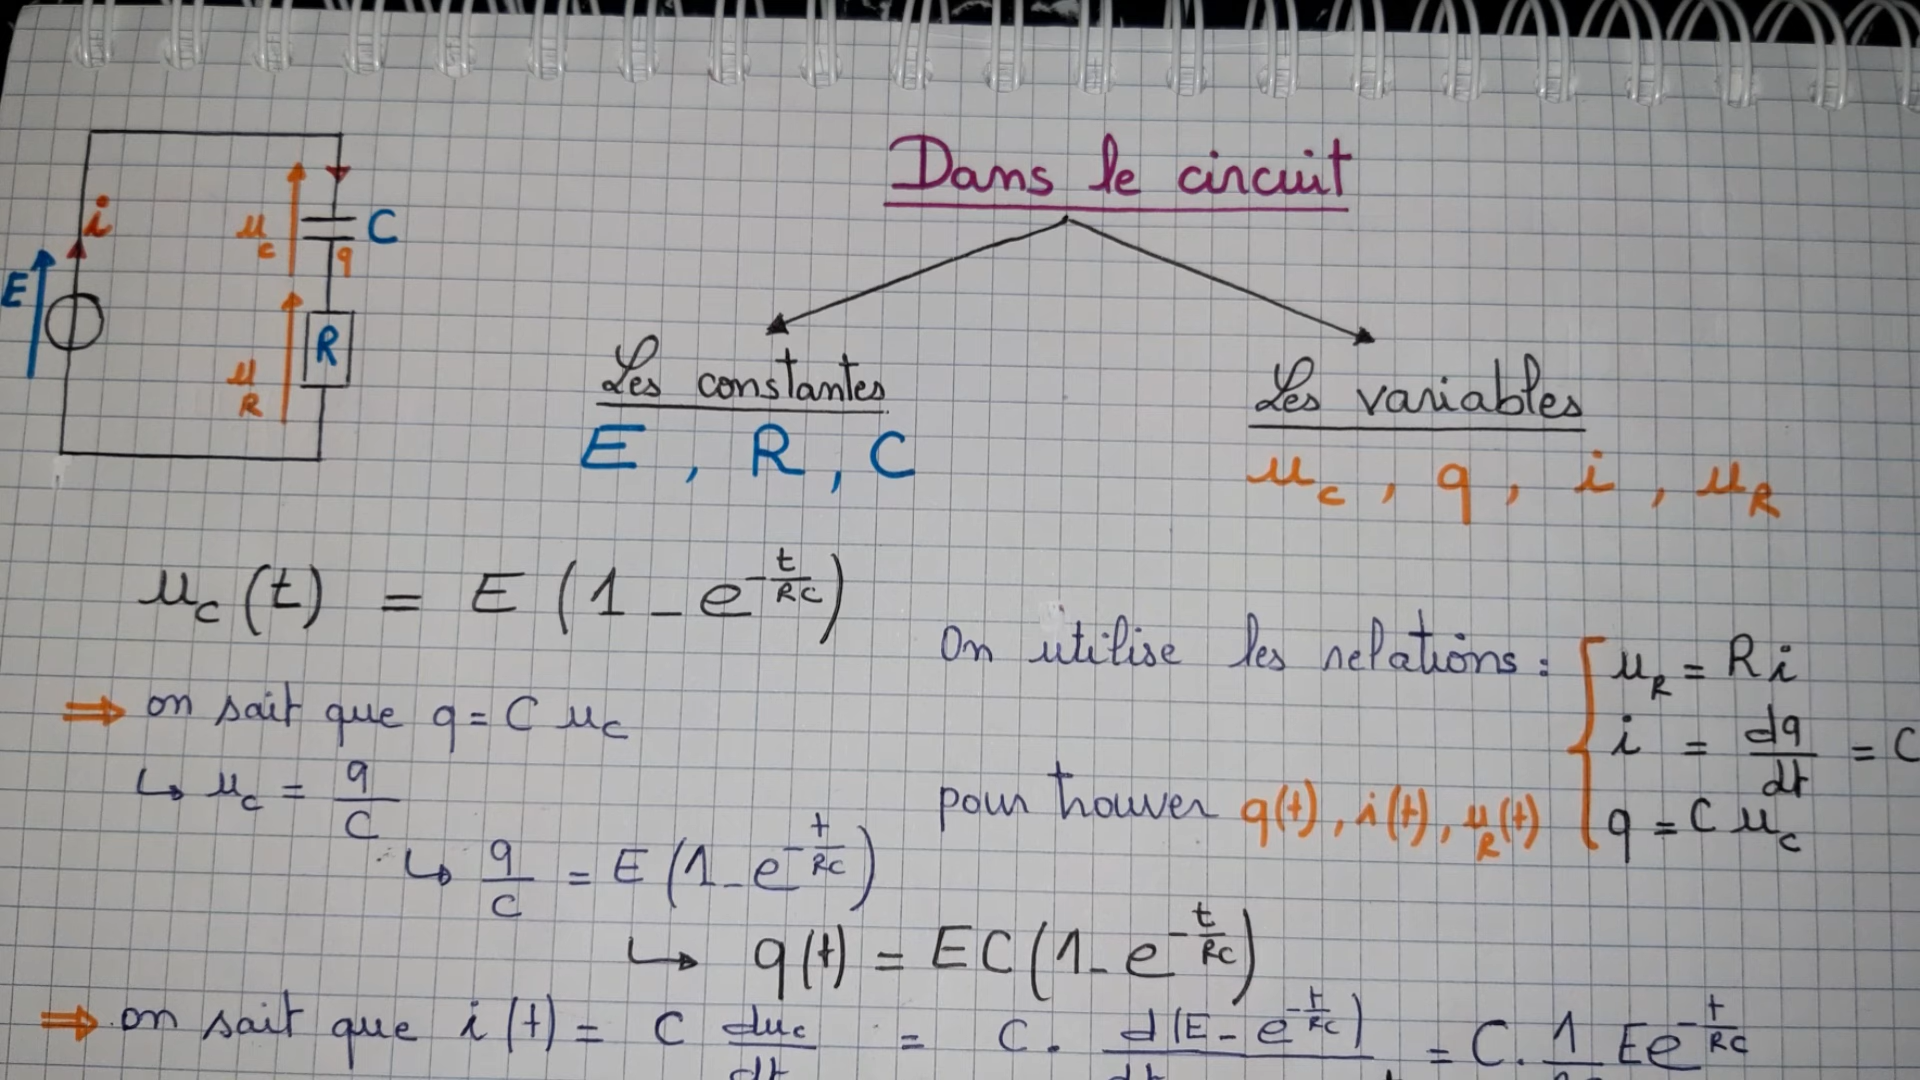 Dans le circuit
i
u_c
C
q
E
R
u_R
Les constantes
E , R , C
Les variables
u_c , q , i , u_R
u_c(t) = E (1 - e^{-t/RC})
On utilise les relations :
u_R = Ri
i = dq/dt = C
q = C u_c
pour trouver q(t), i(t), u_R(t)
⇒ on sait que q = C u_c
↳ u_c = q/C
↳ q/C = E (1 - e^{-t/RC})
↳ q(t) = EC (1 - e^{-t/RC})
⇒ on sait que i(t) = C du_c/dt = C . d(E - e^{-t/RC})/dt = C . 1 E e^{-t/RC}